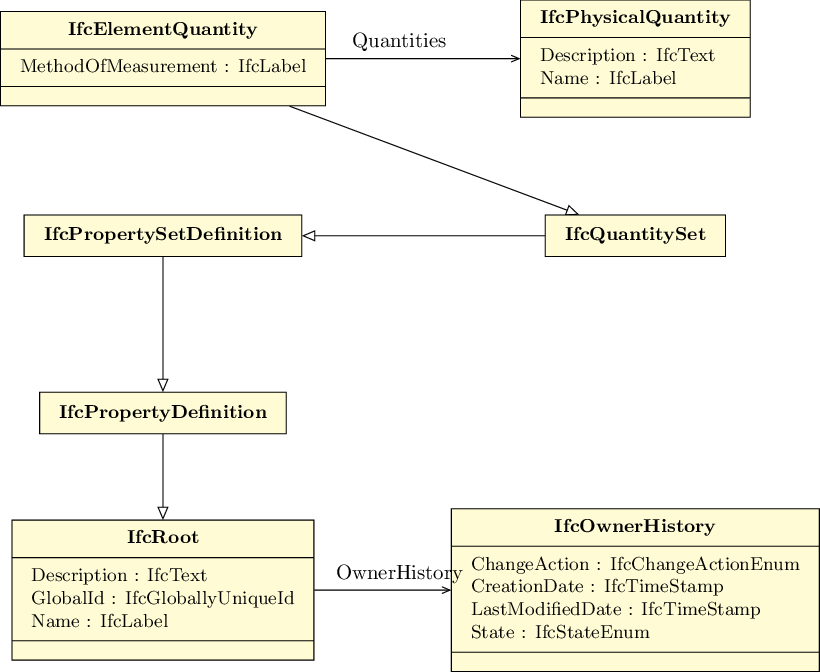 IfcElementQuantity
MethodOfMeasurement : IfcLabel
Quantities
IfcPhysicalQuantity
Description : IfcText
Name : IfcLabel
IfcPropertySetDefinition
IfcQuantitySet
IfcPropertyDefinition
IfcRoot
Description : IfcText
GlobalId : IfcGloballyUniqueId
Name : IfcLabel
OwnerHistory
IfcOwnerHistory
ChangeAction : IfcChangeActionEnum
CreationDate : IfcTimeStamp
LastModifiedDate : IfcTimeStamp
State : IfcStateEnum